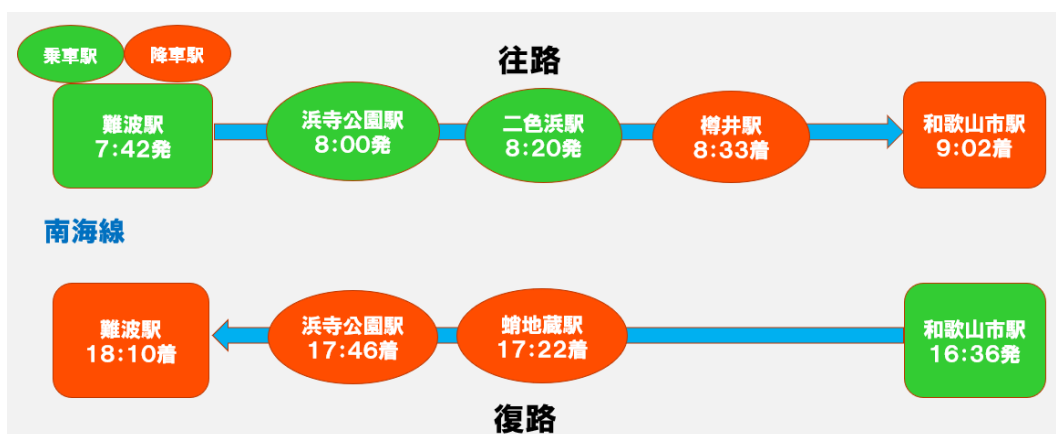 乗車駅
降車駅
往路
難波駅
7:42発
浜寺公園駅
8:00発
二色浜駅
8:20発
樽井駅
8:33着
和歌山市駅
9:02着
南海線
難波駅
18:10着
浜寺公園駅
17:46着
蛸地蔵駅
17:22着
和歌山市駅
16:36発
復路